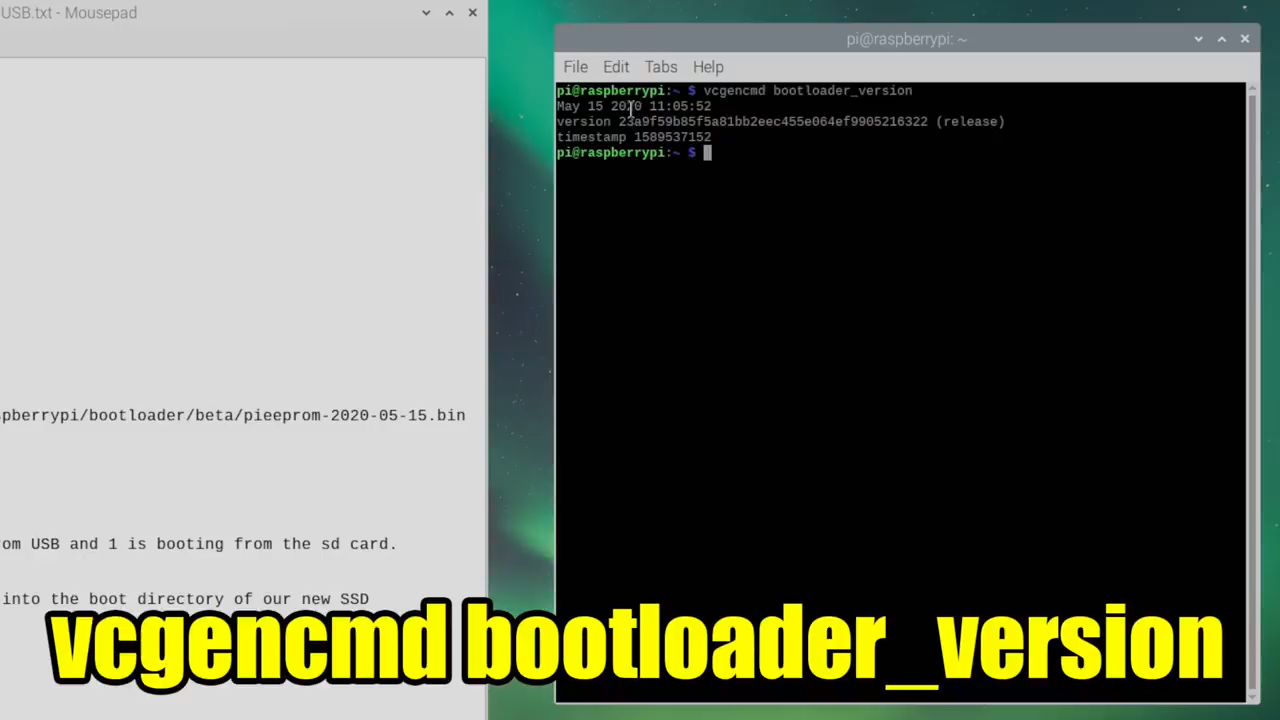 USB.txt - Mousepad
pberrypi/bootloader/beta/pieeprom-2020-05-15.bin
om USB and 1 is booting from the sd card.
into the boot directory of our new SSD
pi@raspberrypi: ~
File Edit Tabs Help
pi@raspberrypi:~ $ vcgencmd bootloader_version
May 15 2020 11:05:52
version 23a9f59b85f5a81bb2eec455e064ef9905216322 (release)
timestamp 1589537152
pi@raspberrypi:~ $
vcgencmd bootloader_version